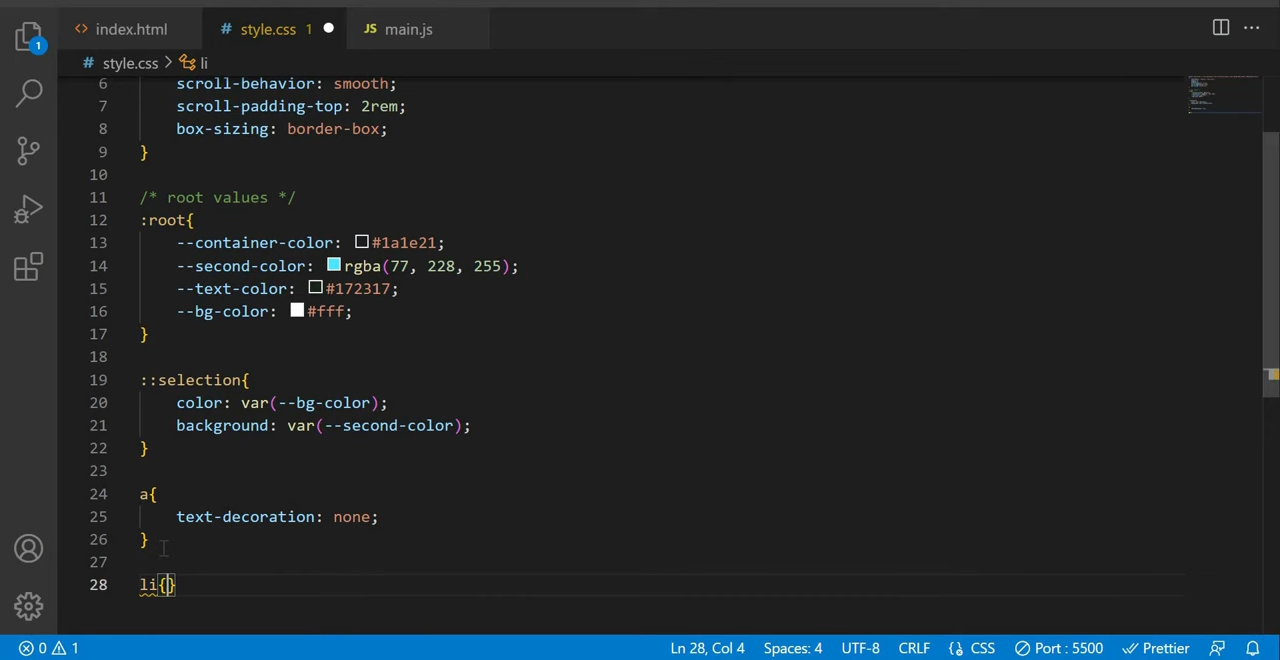 <> index.html
# style.css 1
JS main.js
# style.css > li
6 scroll-behavior: smooth;
7 scroll-padding-top: 2rem;
8 box-sizing: border-box;
9 }
10
11 /* root values */
12 :root{
13 --container-color: #1a1e21;
14 --second-color: rgba(77, 228, 255);
15 --text-color: #172317;
16 --bg-color: #fff;
17 }
18
19 ::selection{
20 color: var(--bg-color);
21 background: var(--second-color);
22 }
23
24 a{
25 text-decoration: none;
26 }
27
28 li{}
1
0 1 Ln 28, Col 4 Spaces: 4 UTF-8 CRLF {} CSS Port : 5500 Prettier